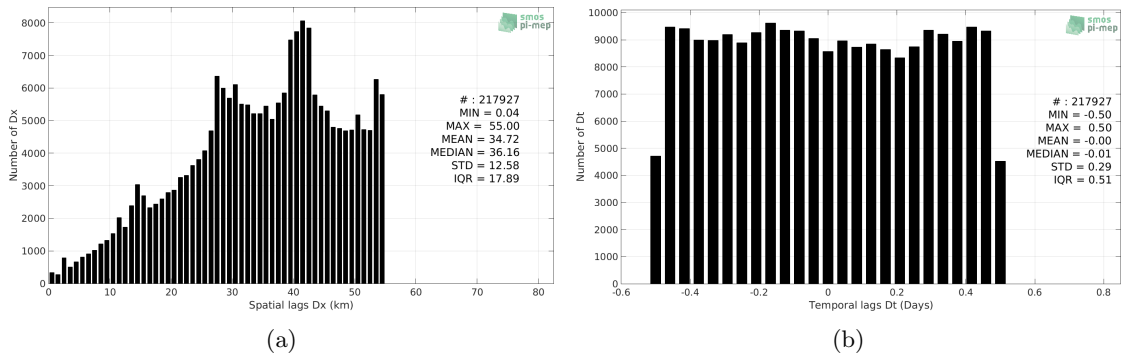 smos
pi-mep
8000
7000
6000
5000
4000
3000
2000
1000
0
Number of Dx
# : 217927
MIN = 0.04
MAX = 55.00
MEAN = 34.72
MEDIAN = 36.16
STD = 12.58
IQR = 17.89
0 10 20 30 40 50 60 70 80
Spatial lags Dx (km)
(a)
smos
pi-mep
10000
9000
8000
7000
6000
5000
4000
3000
2000
1000
0
Number of Dt
# : 217927
MIN = -0.50
MAX = 0.50
MEAN = -0.00
MEDIAN = -0.01
STD = 0.29
IQR = 0.51
-0.6 -0.4 -0.2 0 0.2 0.4 0.6 0.8
Temporal lags Dt (Days)
(b)